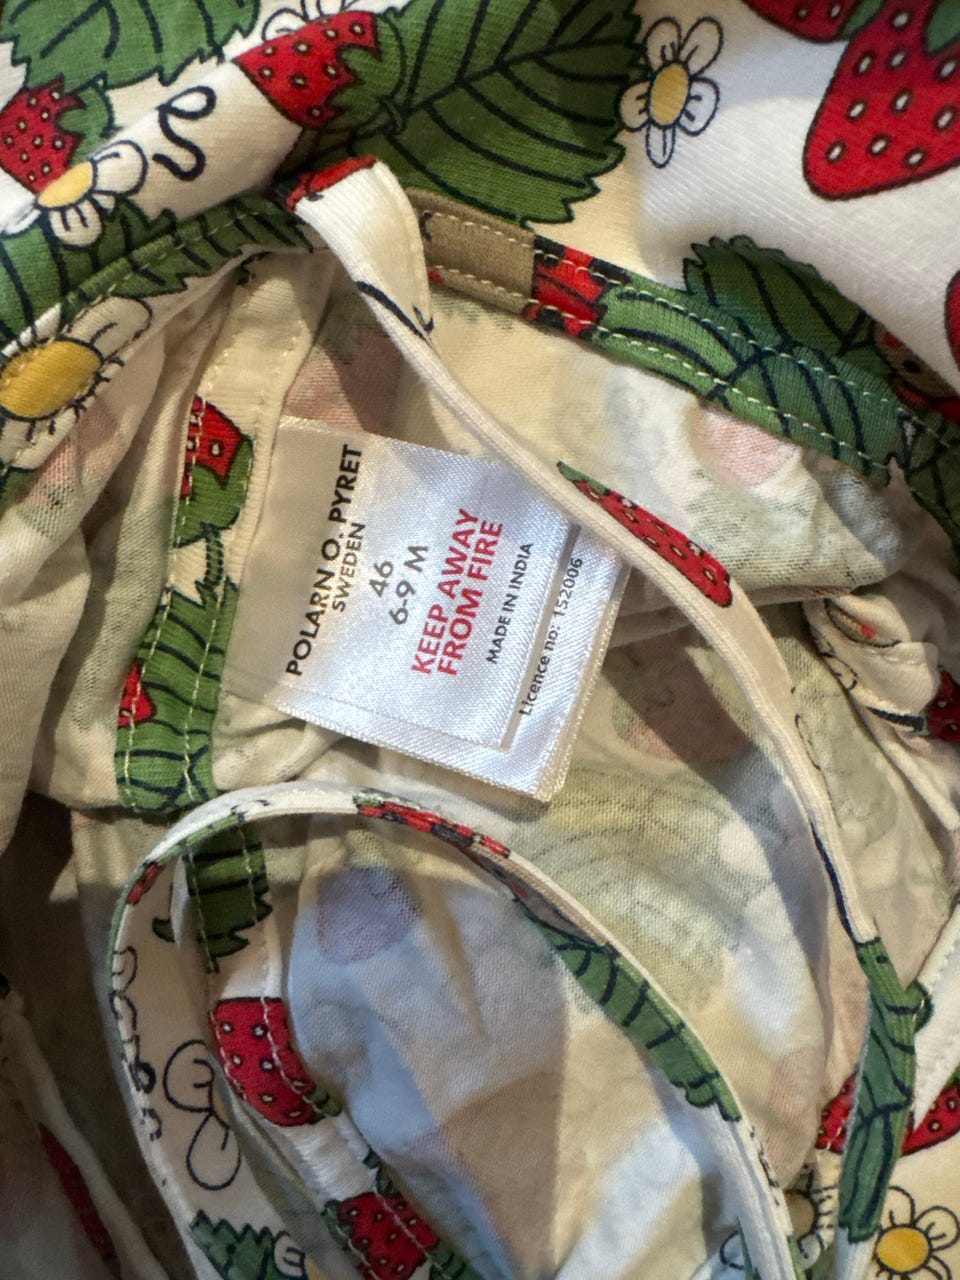 POLARN O. PYRET
SWEDEN
46
6-9 M
KEEP AWAY
FROM FIRE
MADE IN INDIA
Licence no: 152006